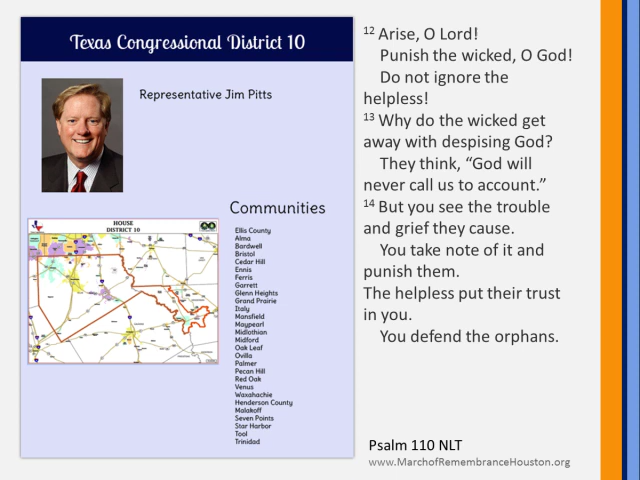 Texas Congressional District 10
Representative Jim Pitts
Communities
HOUSE
DISTRICT 10
Ellis County
Alma
Bardwell
Bristol
Cedar Hill
Ennis
Ferris
Garrett
Glenn Heights
Grand Prairie
Italy
Mansfield
Maypearl
Midlothian
Midford
Oak Leaf
Ovilla
Palmer
Pecan Hill
Red Oak
Venus
Waxahachie
Henderson County
Malakoff
Seven Points
Star Harbor
Tool
Trinidad
12 Arise, O Lord!
Punish the wicked, O God!
Do not ignore the
helpless!
13 Why do the wicked get
away with despising God?
They think, “God will
never call us to account.”
14 But you see the trouble
and grief they cause.
You take note of it and
punish them.
The helpless put their trust
in you.
You defend the orphans.
Psalm 110 NLT
www.MarchofRemembranceHouston.org